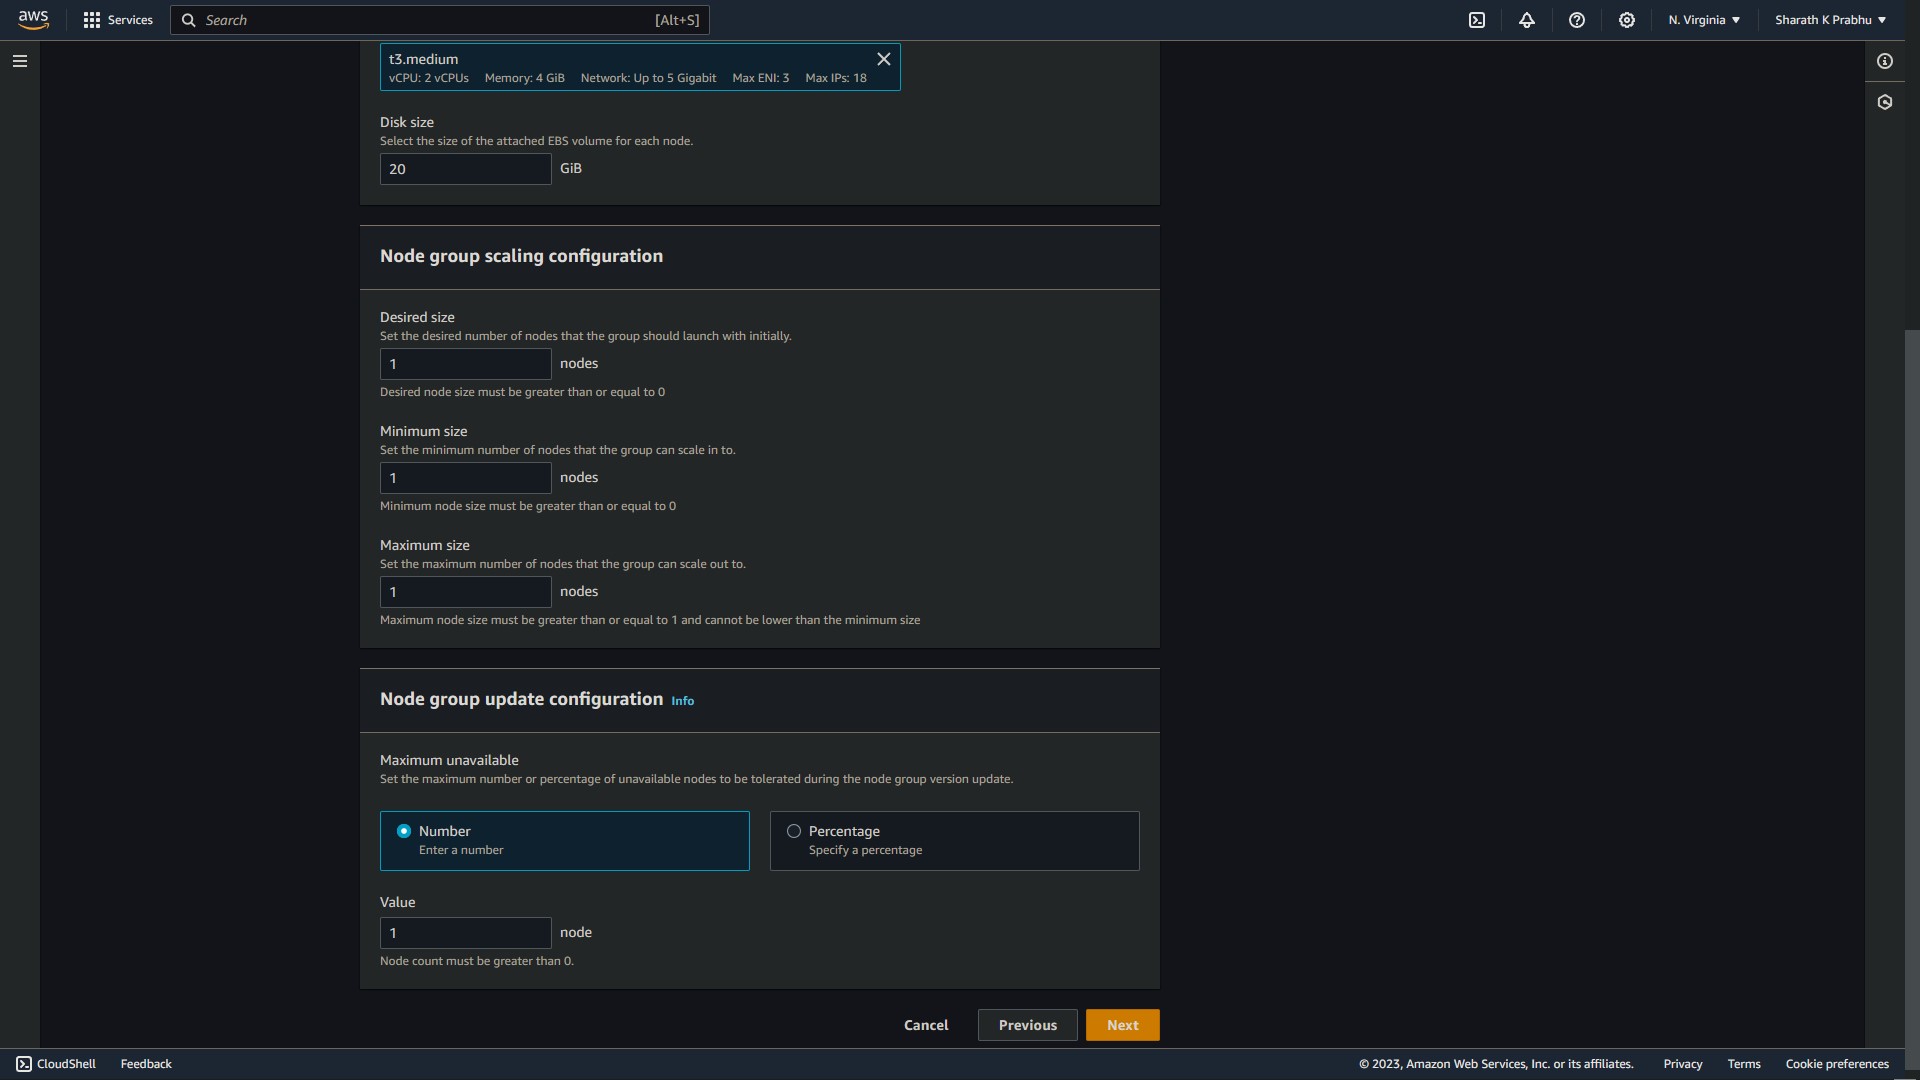 aws
Services
Search
[Alt+S]
N. Virginia
Sharath K Prabhu
t3.medium
vCPU: 2 vCPUs Memory: 4 GiB Network: Up to 5 Gigabit Max ENI: 3 Max IPs: 18
Disk size
Select the size of the attached EBS volume for each node.
20 GiB
Node group scaling configuration
Desired size
Set the desired number of nodes that the group should launch with initially.
1 nodes
Desired node size must be greater than or equal to 0
Minimum size
Set the minimum number of nodes that the group can scale in to.
1 nodes
Minimum node size must be greater than or equal to 0
Maximum size
Set the maximum number of nodes that the group can scale out to.
1 nodes
Maximum node size must be greater than or equal to 1 and cannot be lower than the minimum size
Node group update configuration Info
Maximum unavailable
Set the maximum number or percentage of unavailable nodes to be tolerated during the node group version update.
Number
Enter a number
Percentage
Specify a percentage
Value
1 node
Node count must be greater than 0.
Cancel
Previous
Next
CloudShell
Feedback
© 2023, Amazon Web Services, Inc. or its affiliates.
Privacy
Terms
Cookie preferences